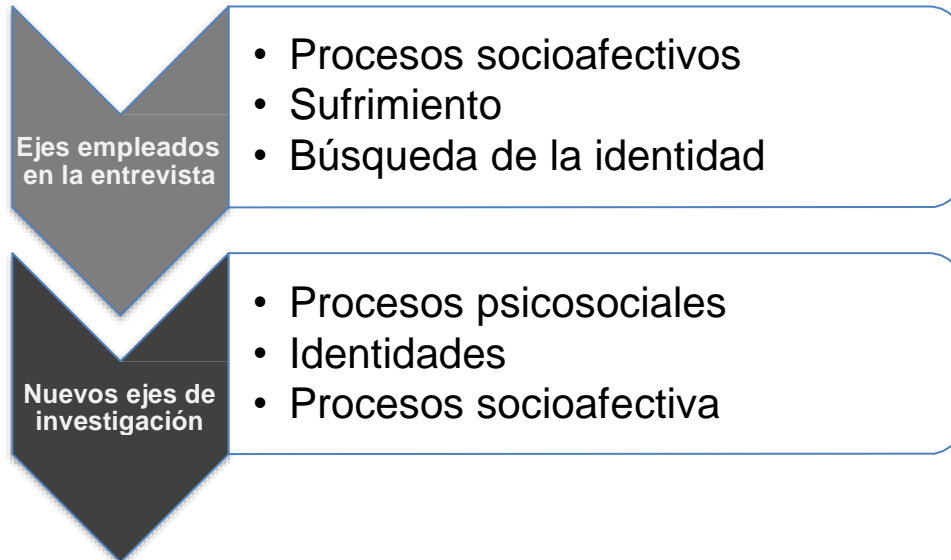 Ejes empleados
en la entrevista
• Procesos socioafectivos
• Sufrimiento
• Búsqueda de la identidad
Nuevos ejes de
investigación
• Procesos psicosociales
• Identidades
• Procesos socioafectiva